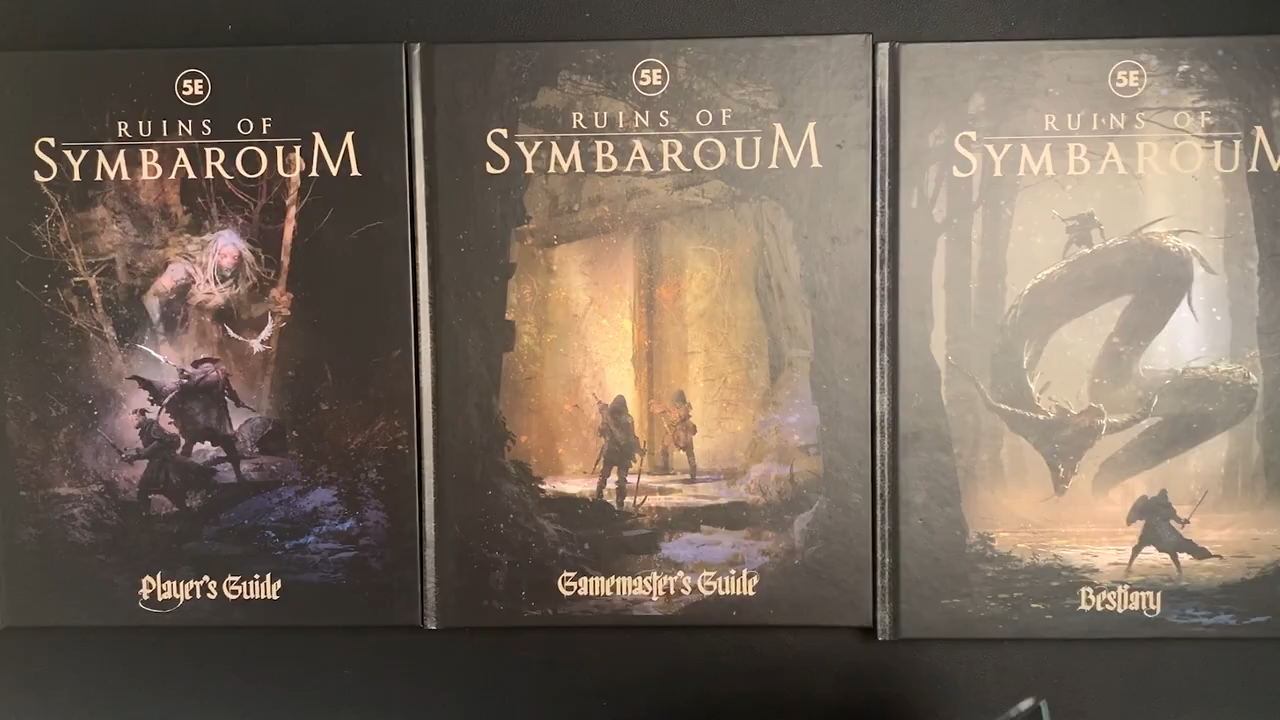 5E
RUINS OF
SYMBAROUM
Player's Guide
5E
RUINS OF
SYMBAROUM
Gamemaster's Guide
5E
RUINS OF
SYMBAROUM
Bestiary